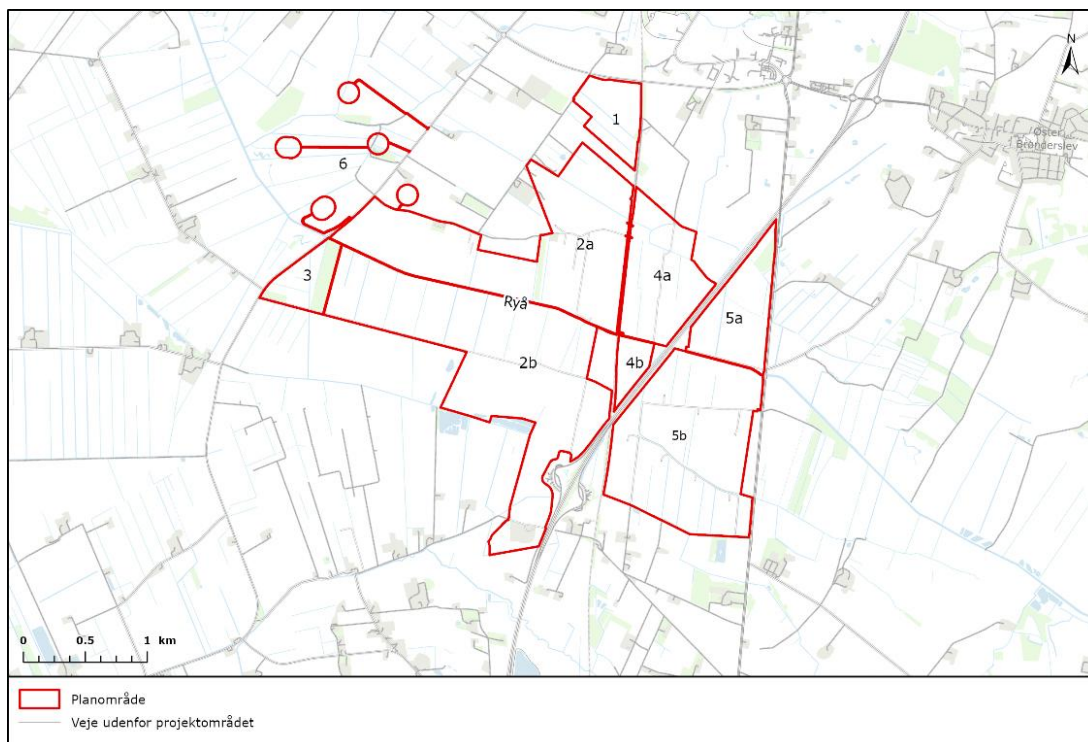 N
1
Øster
Brønderslev
6
2a
4a
3
Ryå
5a
2b
4b
5b
0 0.5 1 km
Planområde
Veje udenfor projektområdet